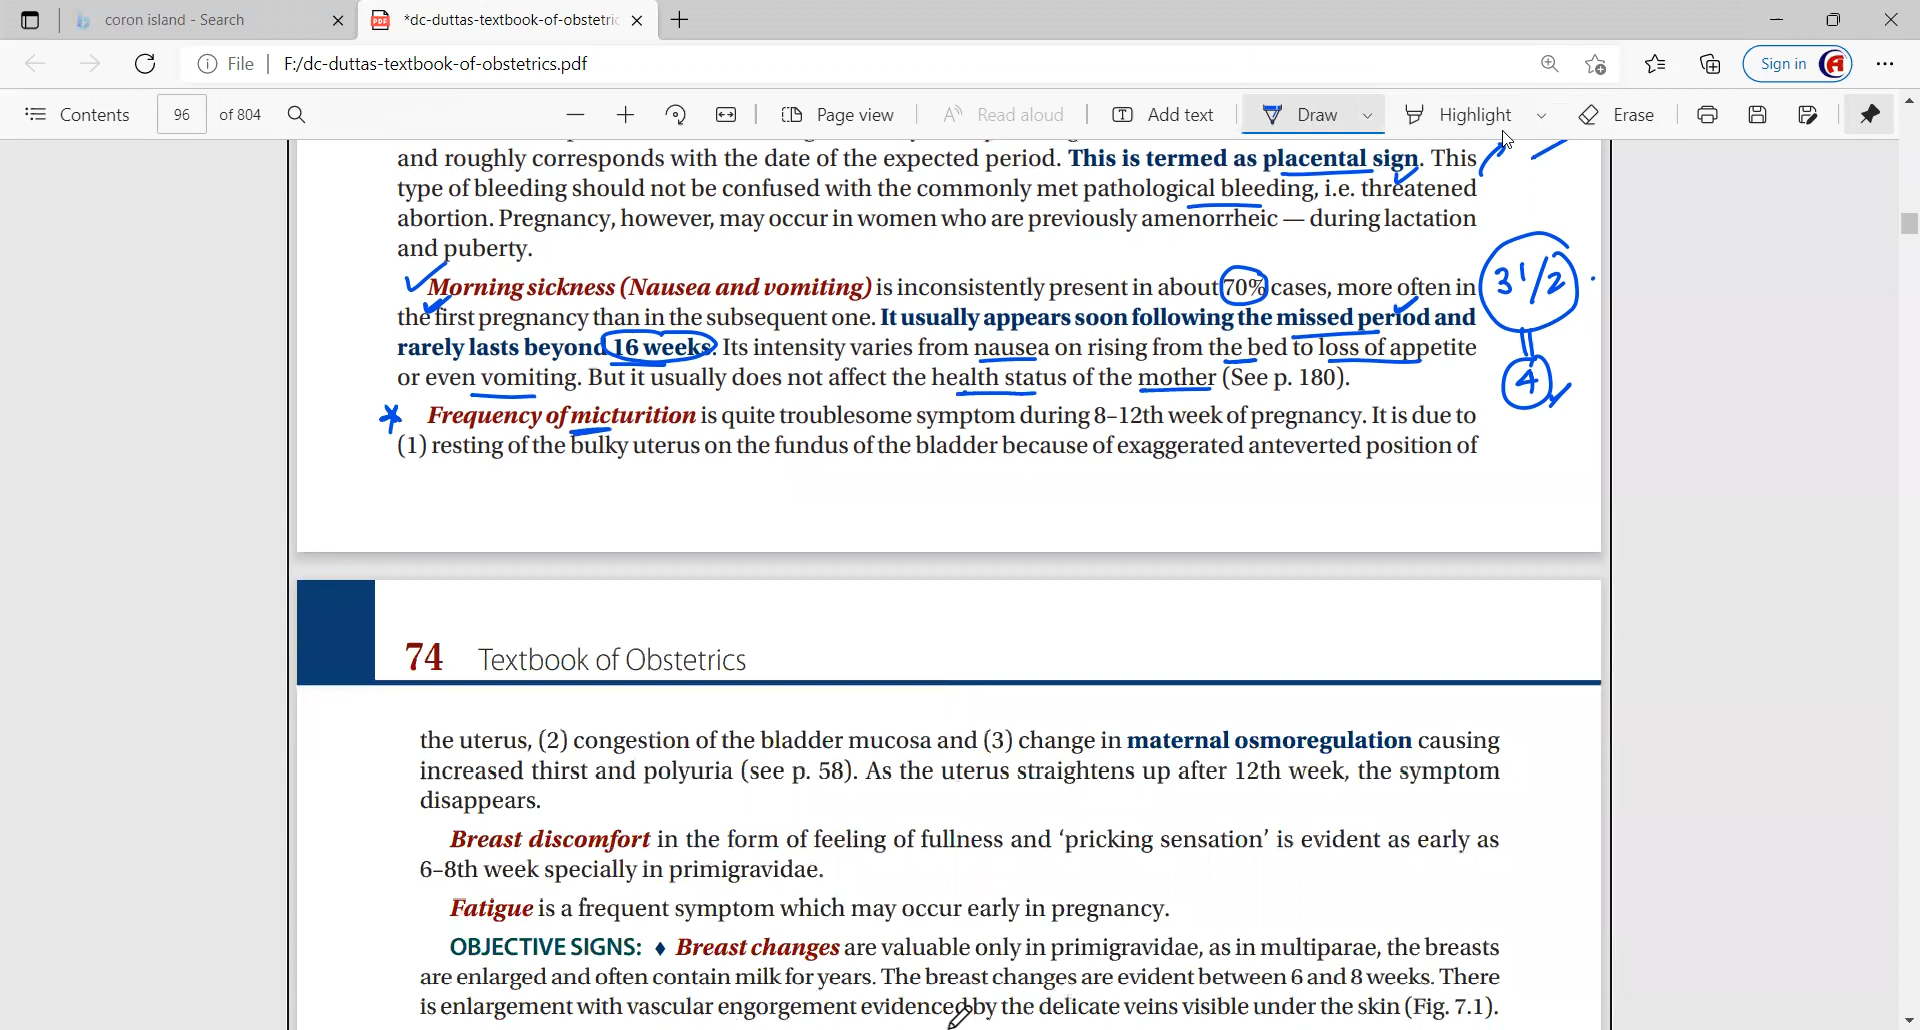 coron island - Search
*dc-duttas-textbook-of-obstetric
File F:/dc-duttas-textbook-of-obstetrics.pdf
Sign in
Contents 96 of 804 Page view Read aloud Add text Draw Highlight Erase
and roughly corresponds with the date of the expected period. This is termed as placental sign. This
type of bleeding should not be confused with the commonly met pathological bleeding, i.e. threatened
abortion. Pregnancy, however, may occur in women who are previously amenorrheic — during lactation
and puberty.
Morning sickness (Nausea and vomiting) is inconsistently present in about 70% cases, more often in
the first pregnancy than in the subsequent one. It usually appears soon following the missed period and
rarely lasts beyond 16 weeks. Its intensity varies from nausea on rising from the bed to loss of appetite
or even vomiting. But it usually does not affect the health status of the mother (See p. 180).
3 1/2
4
* Frequency of micturition is quite troublesome symptom during 8–12th week of pregnancy. It is due to
(1) resting of the bulky uterus on the fundus of the bladder because of exaggerated anteverted position of
74 Textbook of Obstetrics
the uterus, (2) congestion of the bladder mucosa and (3) change in maternal osmoregulation causing
increased thirst and polyuria (see p. 58). As the uterus straightens up after 12th week, the symptom
disappears.
Breast discomfort in the form of feeling of fullness and ‘pricking sensation’ is evident as early as
6–8th week specially in primigravidae.
Fatigue is a frequent symptom which may occur early in pregnancy.
OBJECTIVE SIGNS: ♦ Breast changes are valuable only in primigravidae, as in multiparae, the breasts
are enlarged and often contain milk for years. The breast changes are evident between 6 and 8 weeks. There
is enlargement with vascular engorgement evidenced by the delicate veins visible under the skin (Fig. 7.1).